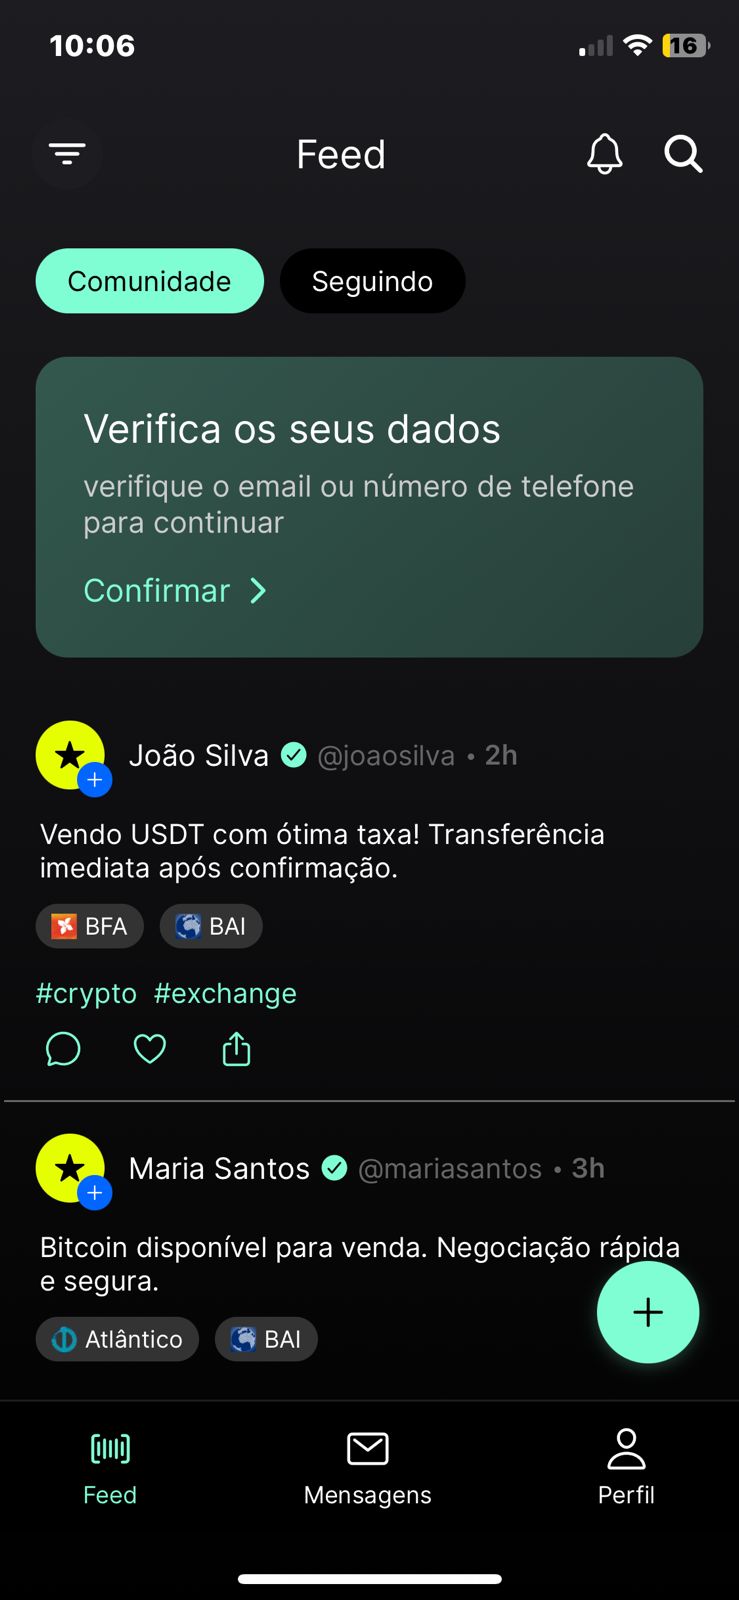 10:06
16
Feed
Comunidade
Seguindo
Verifica os seus dados
verifique o email ou número de telefone
para continuar
Confirmar
João Silva @joaosilva • 2h
Vendo USDT com ótima taxa! Transferência
imediata após confirmação.
BFA BAI
#crypto #exchange
Maria Santos @mariasantos • 3h
Bitcoin disponível para venda. Negociação rápida
e segura.
Atlântico BAI
Feed
Mensagens
Perfil